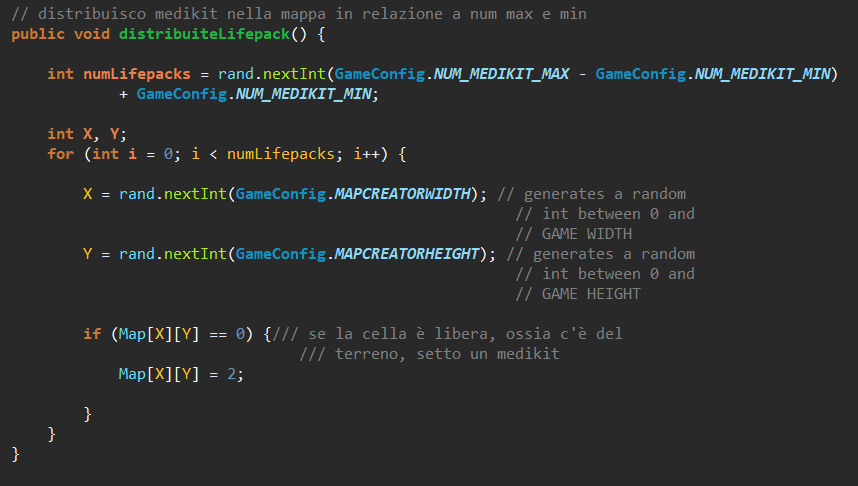 // distribuisco medikit nella mappa in relazione a num max e min
public void distribuiteLifepack() {
int numLifepacks = rand.nextInt(GameConfig.NUM_MEDIKIT_MAX - GameConfig.NUM_MEDIKIT_MIN)
+ GameConfig.NUM_MEDIKIT_MIN;
int X, Y;
for (int i = 0; i < numLifepacks; i++) {
X = rand.nextInt(GameConfig.MAPCREATORWIDTH); // generates a random
// int between 0 and
// GAME WIDTH
Y = rand.nextInt(GameConfig.MAPCREATORHEIGHT); // generates a random
// int between 0 and
// GAME HEIGHT
if (Map[X][Y] == 0) {/// se la cella è libera, ossia c'è del
/// terreno, setto un medikit
Map[X][Y] = 2;
}
}
}